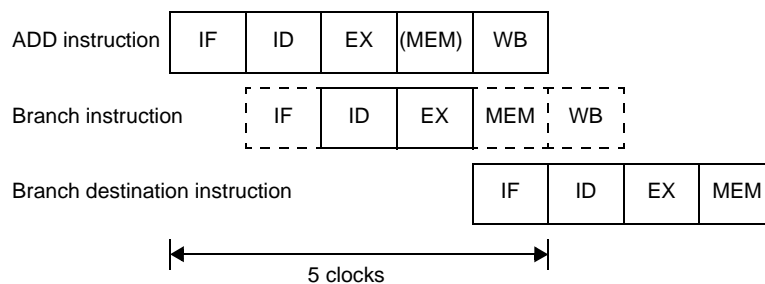 ADD instruction IF ID EX (MEM) WB
Branch instruction IF ID EX MEM WB
Branch destination instruction IF ID EX MEM
5 clocks